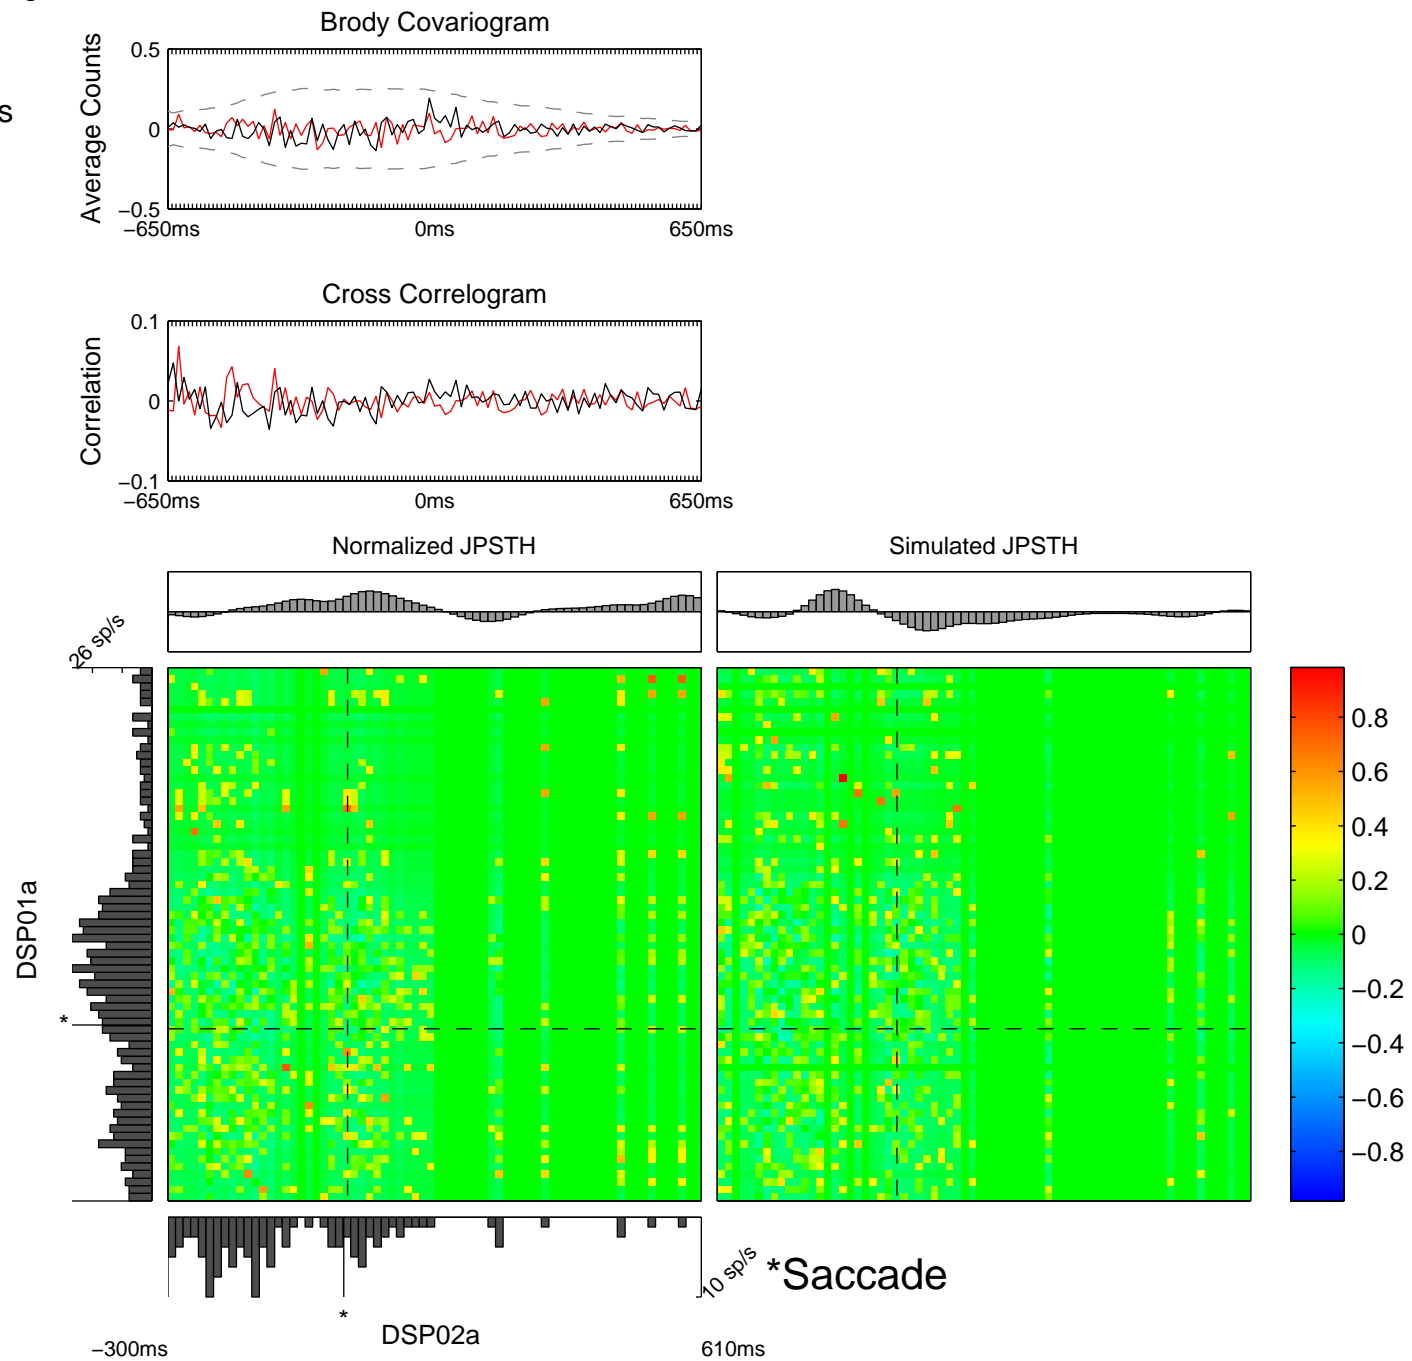 Brody Covariogram
s
Average Counts
0.5
0
−0.5
−650ms
0ms
650ms
Cross Correlogram
Correlation
0.1
0
−0.1
−650ms
0ms
650ms
Normalized JPSTH
Simulated JPSTH
26 sp/s
DSP01a
*
0.8
0.6
0.4
0.2
0
−0.2
−0.4
−0.6
−0.8
10 sp/s
*Saccade
*
DSP02a
−300ms
610ms